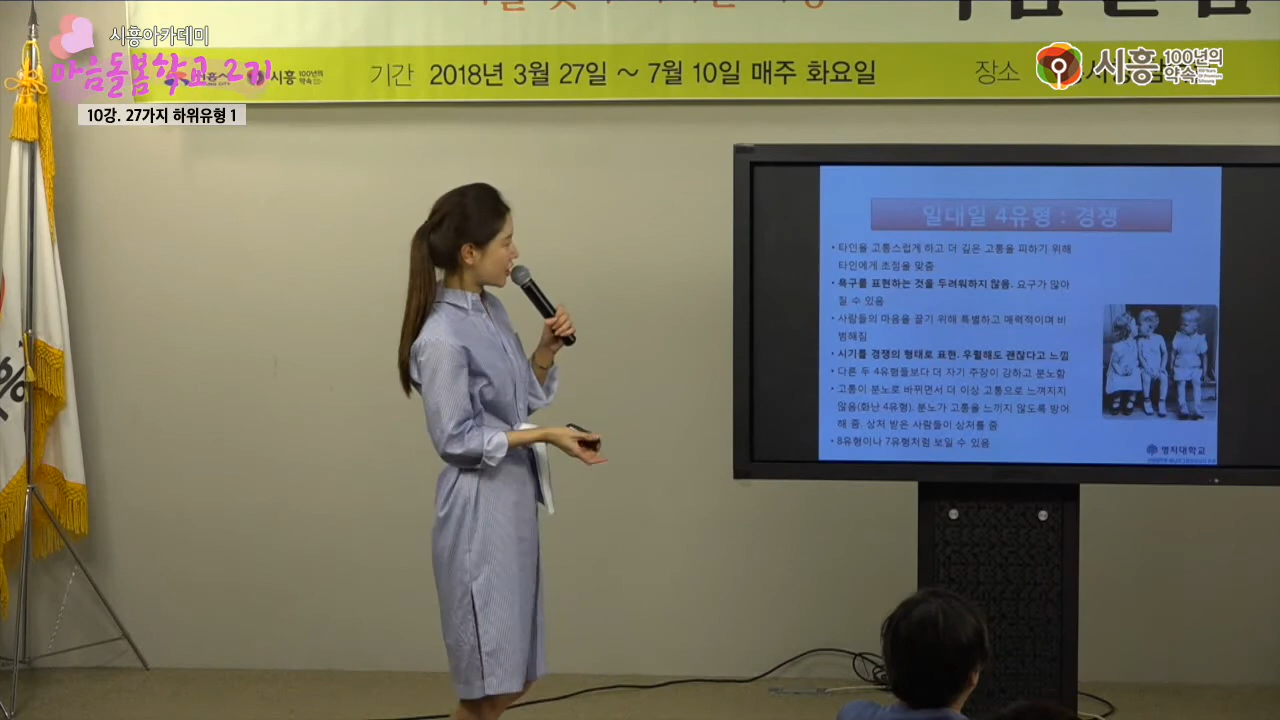 시흥아카데미
마음돌봄학교 2기
10강. 27가지 하위유형 1
시흥 100년의
기간 2018년 3월 27일 ~ 7월 10일 매주 화요일
장소
시흥 100년의 약속
일대일 4유형 : 경쟁
• 타인을 고통스럽게 하고 더 깊은 고통을 피하기 위해
타인에게 초점을 맞춤
• 욕구를 표현하는 것을 두려워하지 않음. 요구가 많아
질 수 있음
• 사람들의 마음을 끌기 위해 특별하고 매력적이며 비
범해짐
• 시기를 경쟁의 형태로 표현. 우월해도 괜찮다고 느낌
• 다른 두 4유형들보다 더 자기 주장이 강하고 분노함
• 고통이 분노로 바뀌면서 더 이상 고통으로 느껴지지
않음(화난 4유형). 분노가 고통을 느끼지 않도록 방어
해 줌. 상처 받은 사람들이 상처를 줌
• 8유형이나 7유형처럼 보일 수 있음
명지대학교